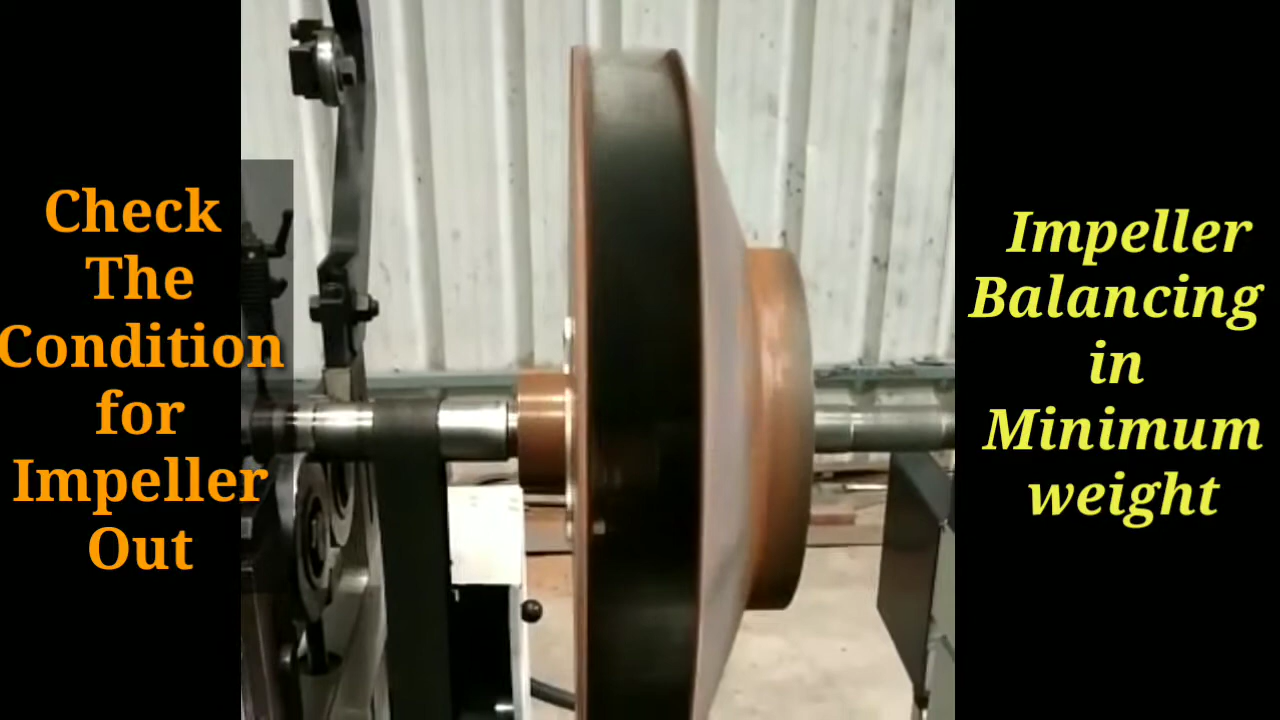 Check
The
Condition
for
Impeller
Out
Impeller
Balancing
in
Minimum
weight